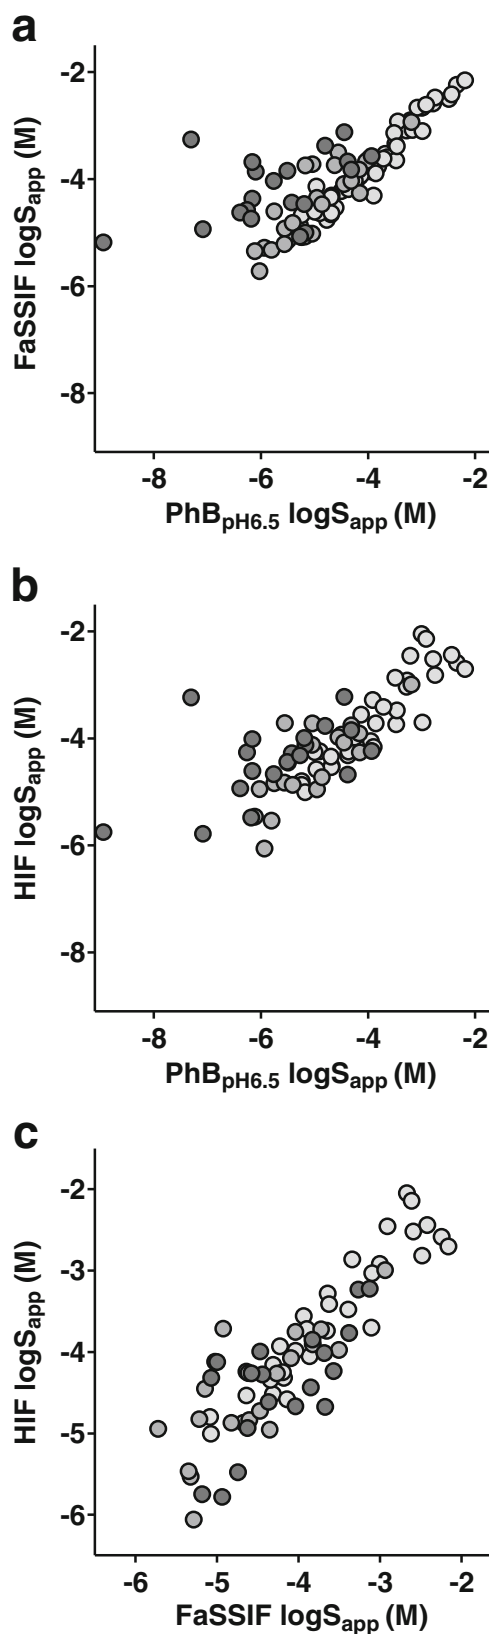 a
-2
-4
-6
-8
FaSSIF logSapp (M)
-8 -6 -4 -2
PhBpH6.5 logSapp (M)
b
-2
-4
-6
-8
HIF logSapp (M)
-8 -6 -4 -2
PhBpH6.5 logSapp (M)
c
-2
-3
-4
-5
-6
HIF logSapp (M)
-6 -5 -4 -3 -2
FaSSIF logSapp (M)